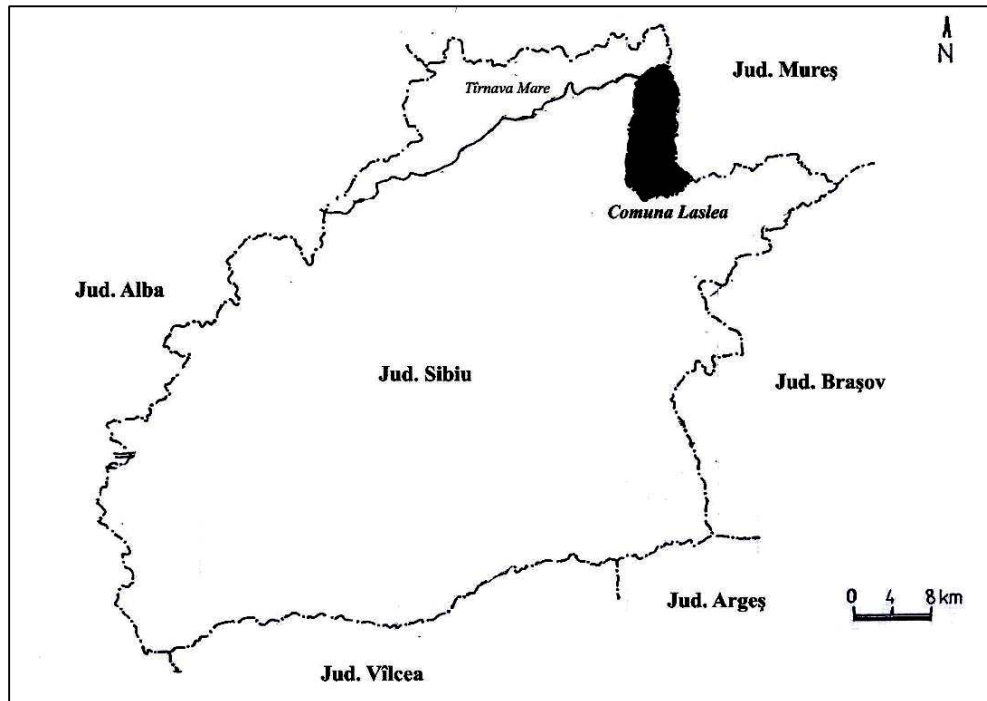 N
Jud. Mureş
Tîrnava Mare
Comuna Laslea
Jud. Alba
Jud. Sibiu
Jud. Braşov
Jud. Argeş
0 4 8 km
Jud. Vîlcea